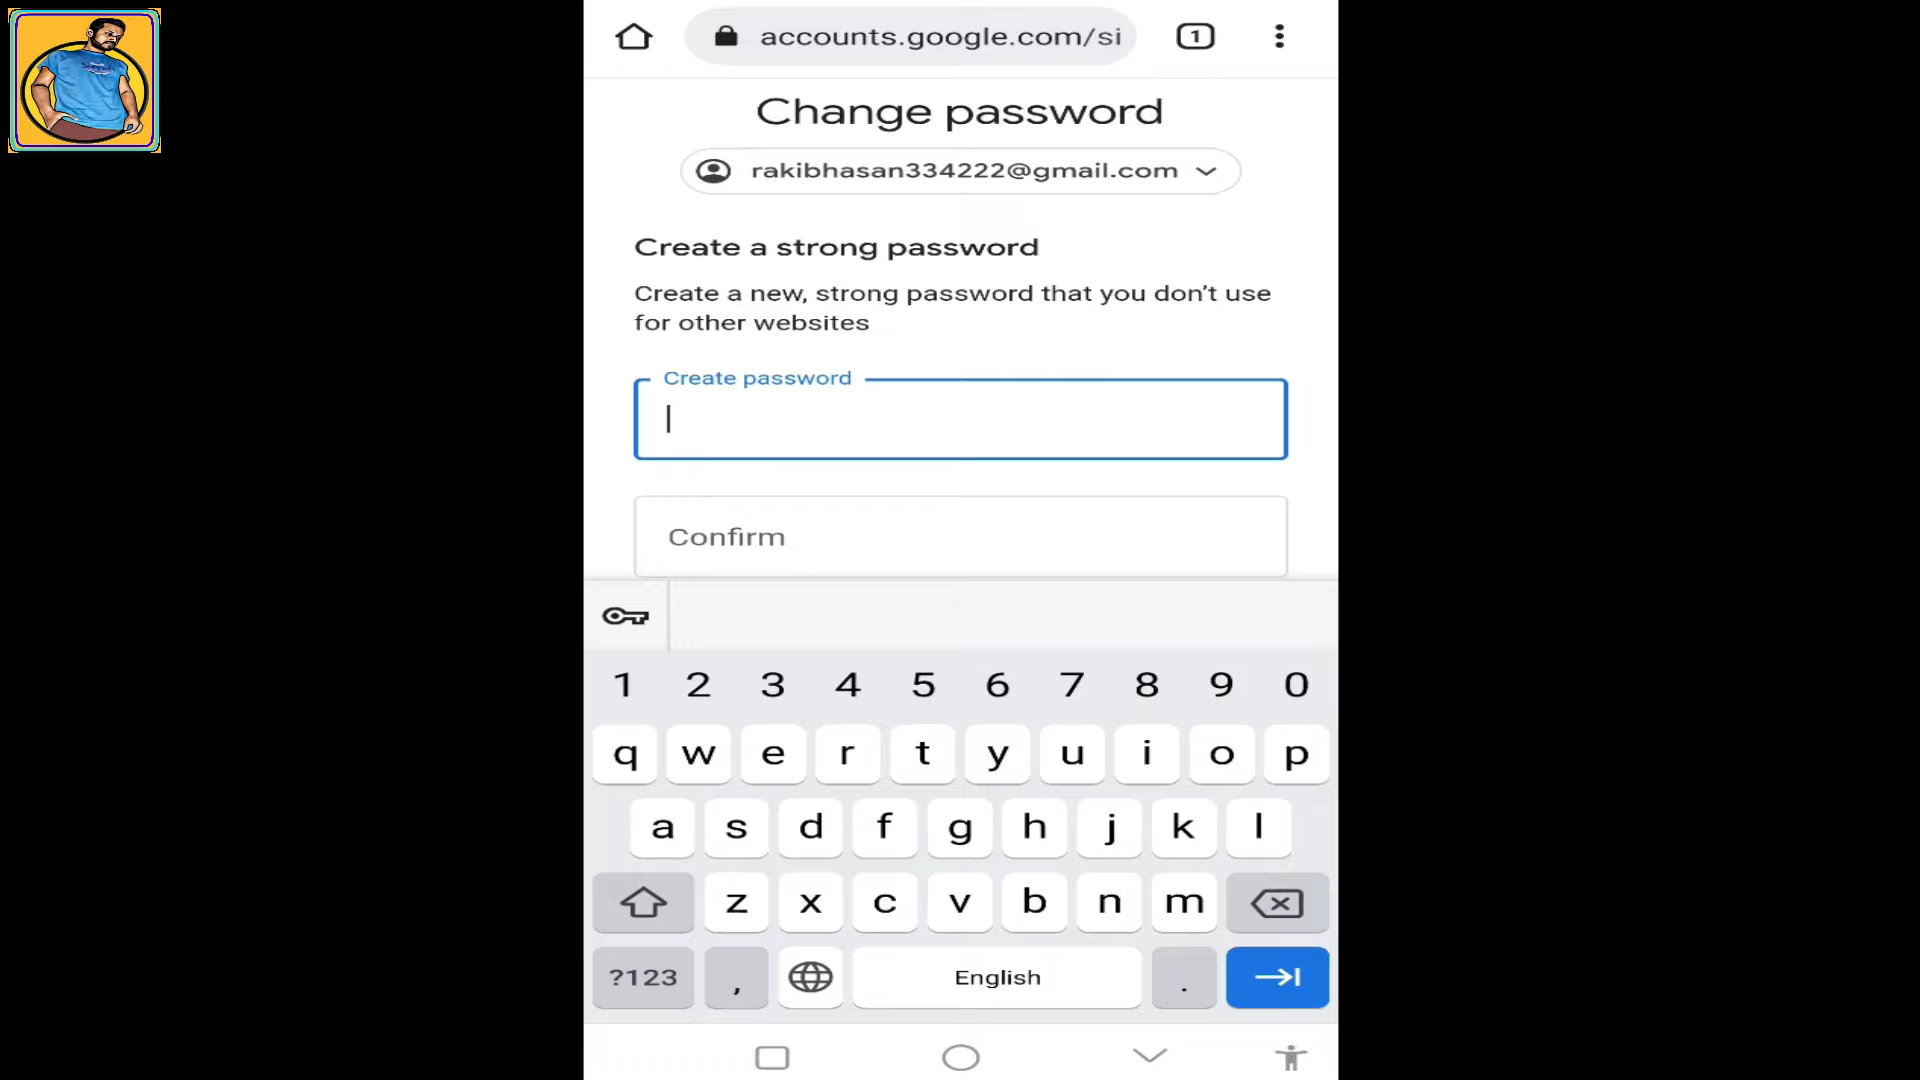 accounts.google.com/si
1
Change password
rakibhasan334222@gmail.com
Create a strong password
Create a new, strong password that you don't use
for other websites
Create password
Confirm
1 2 3 4 5 6 7 8 9 0
q w e r t y u i o p
a s d f g h j k l
z x c v b n m
?123 , English .